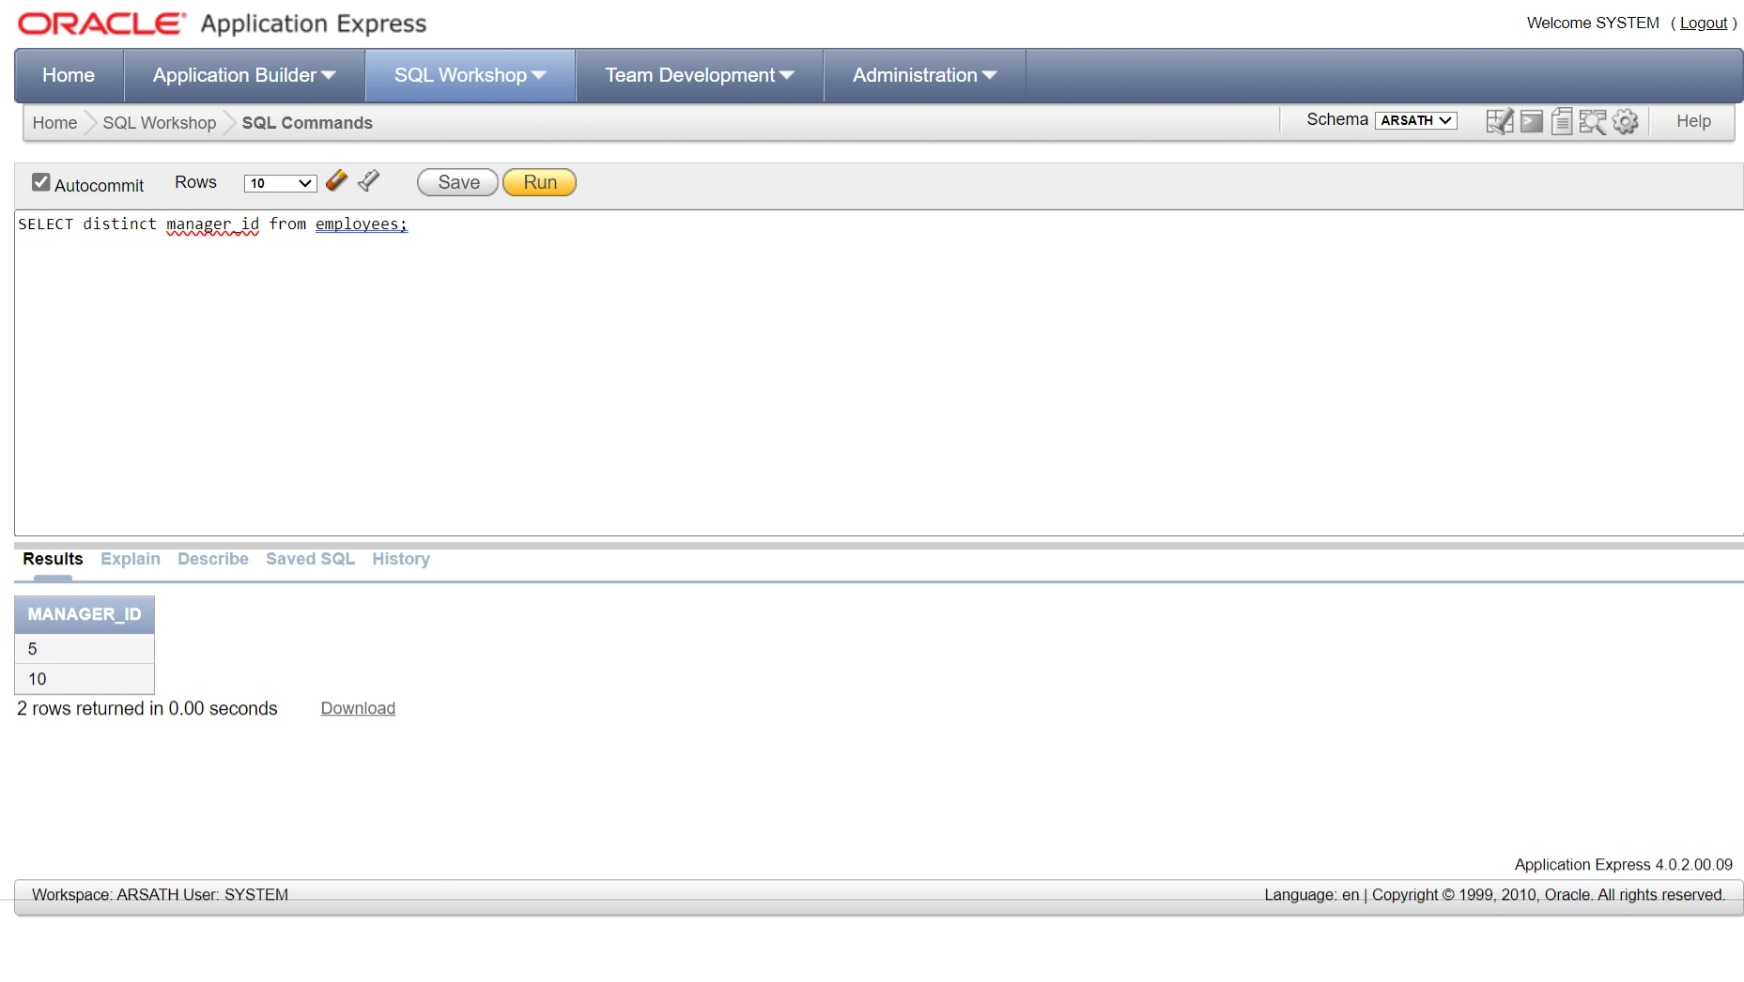 ORACLE Application Express
Welcome SYSTEM ( Logout )
Home Application Builder SQL Workshop Team Development Administration
Home SQL Workshop SQL Commands
Schema ARSATH Help
Autocommit Rows 10 Save Run
SELECT distinct manager_id from employees;
Results Explain Describe Saved SQL History
MANAGER_ID
5
10
2 rows returned in 0.00 seconds Download
Application Express 4.0.2.00.09
Workspace: ARSATH User: SYSTEM
Language: en | Copyright © 1999, 2010, Oracle. All rights reserved.